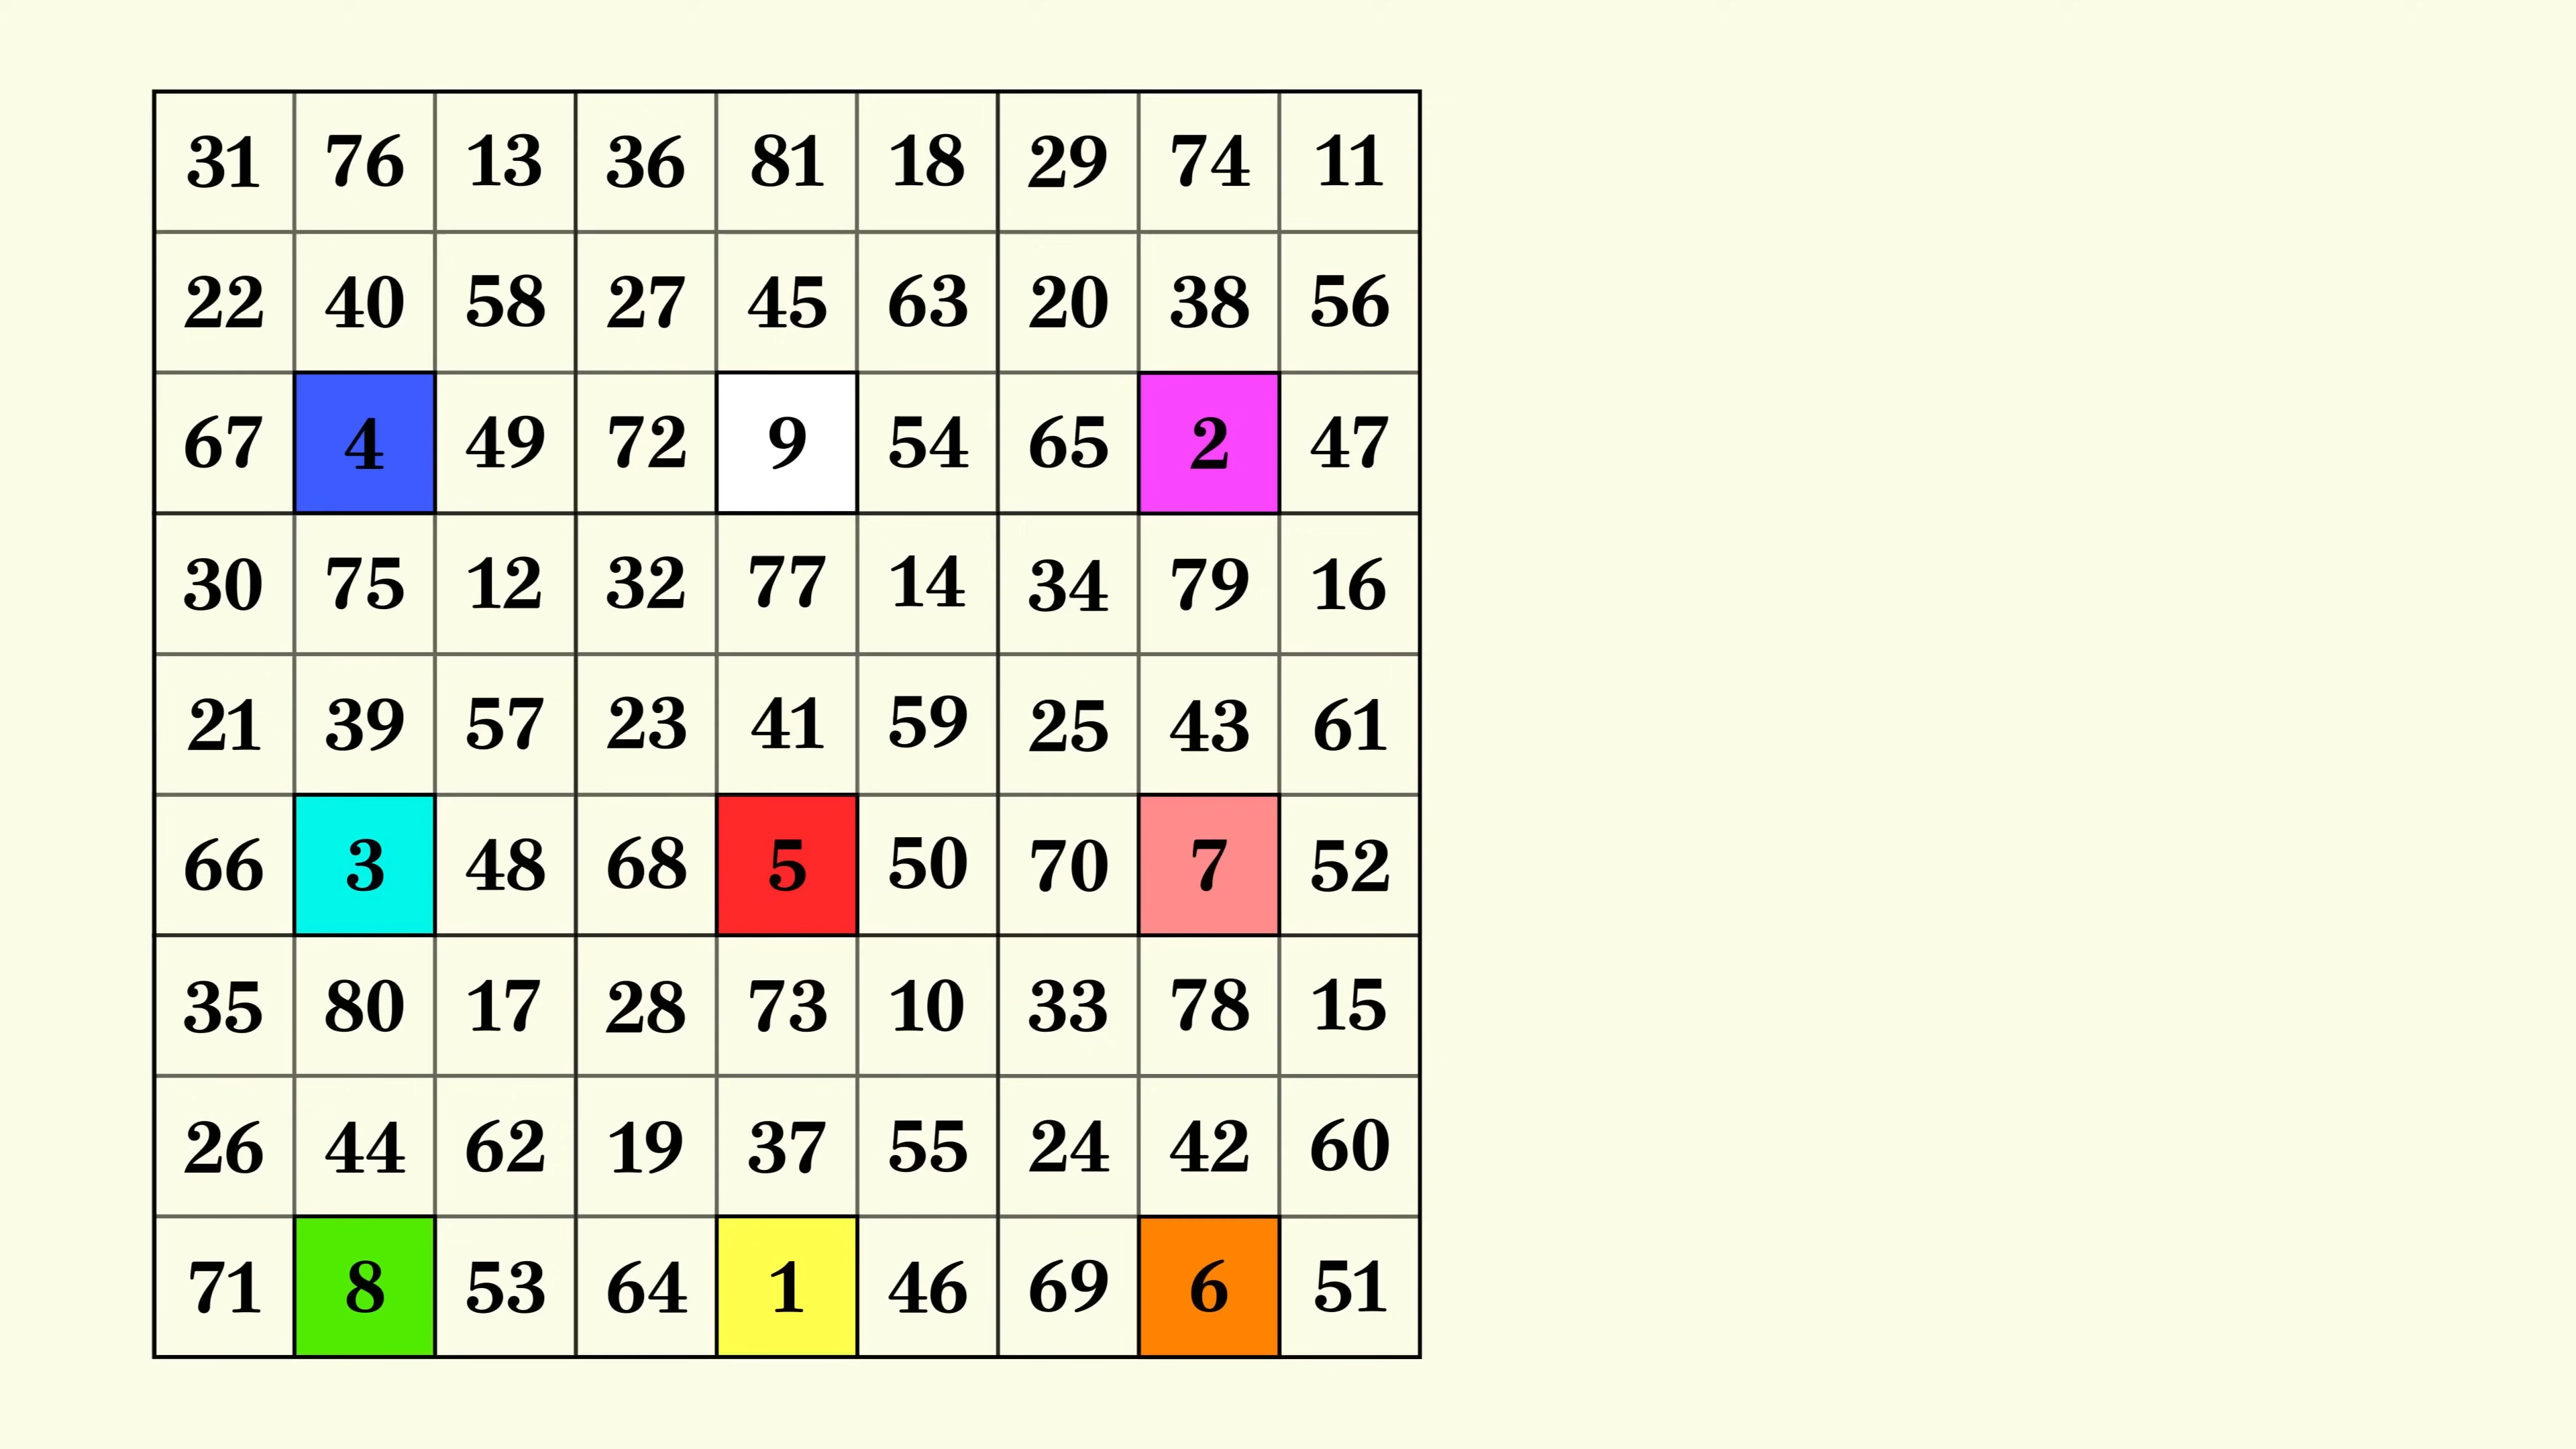 31 76 13 36 81 18 29 74 11
22 40 58 27 45 63 20 38 56
67 4 49 72 9 54 65 2 47
30 75 12 32 77 14 34 79 16
21 39 57 23 41 59 25 43 61
66 3 48 68 5 50 70 7 52
35 80 17 28 73 10 33 78 15
26 44 62 19 37 55 24 42 60
71 8 53 64 1 46 69 6 51